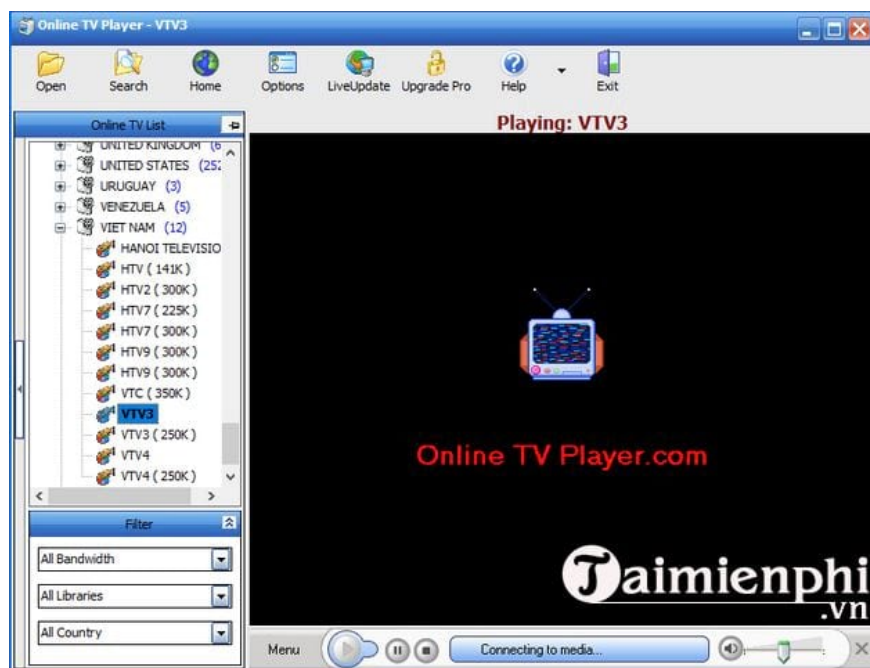 Online TV Player - VTV3
Open Search Home Options LiveUpdate Upgrade Pro Help Exit
Online TV List
Playing: VTV3
UNITED KINGDOM (6
UNITED STATES (252
URUGUAY (3)
VENEZUELA (5)
VIET NAM (12)
HANOI TELEVISIO
HTV ( 141K )
HTV2 ( 300K )
HTV7 ( 225K )
HTV7 ( 300K )
HTV9 ( 300K )
HTV9 ( 300K )
VTC ( 350K )
VTV3
VTV3 ( 250K )
VTV4
VTV4 ( 250K )
Online TV Player.com
Filter
All Bandwidth
All Libraries
All Country
Taimienphi
.vn
Menu
Connecting to media...